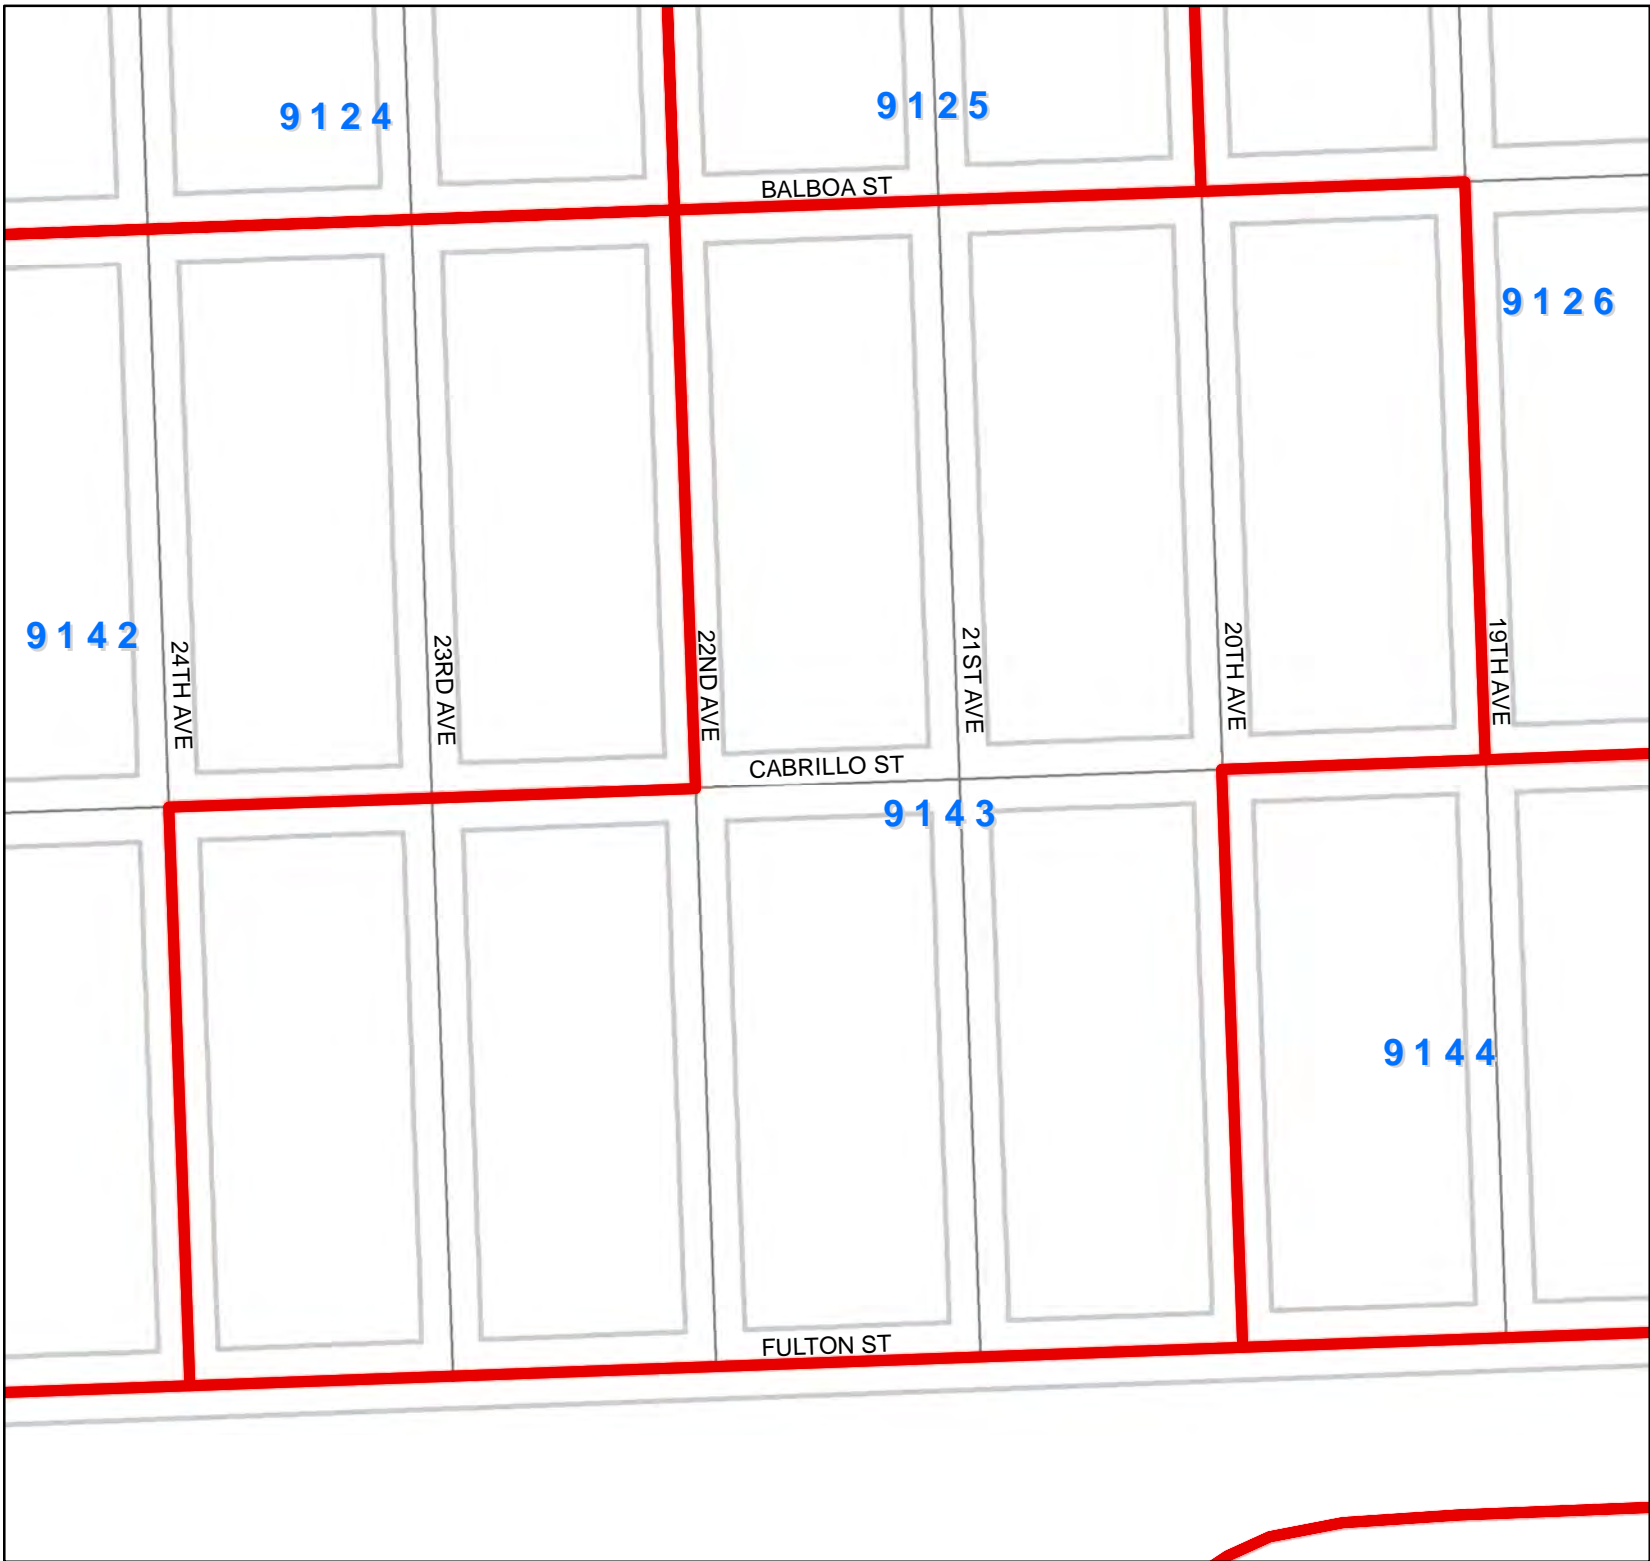 9124
9125
BALBOA ST
9126
9142
24TH AVE
23RD AVE
22ND AVE
21ST AVE
20TH AVE
19TH AVE
CABRILLO ST
9143
9144
FULTON ST